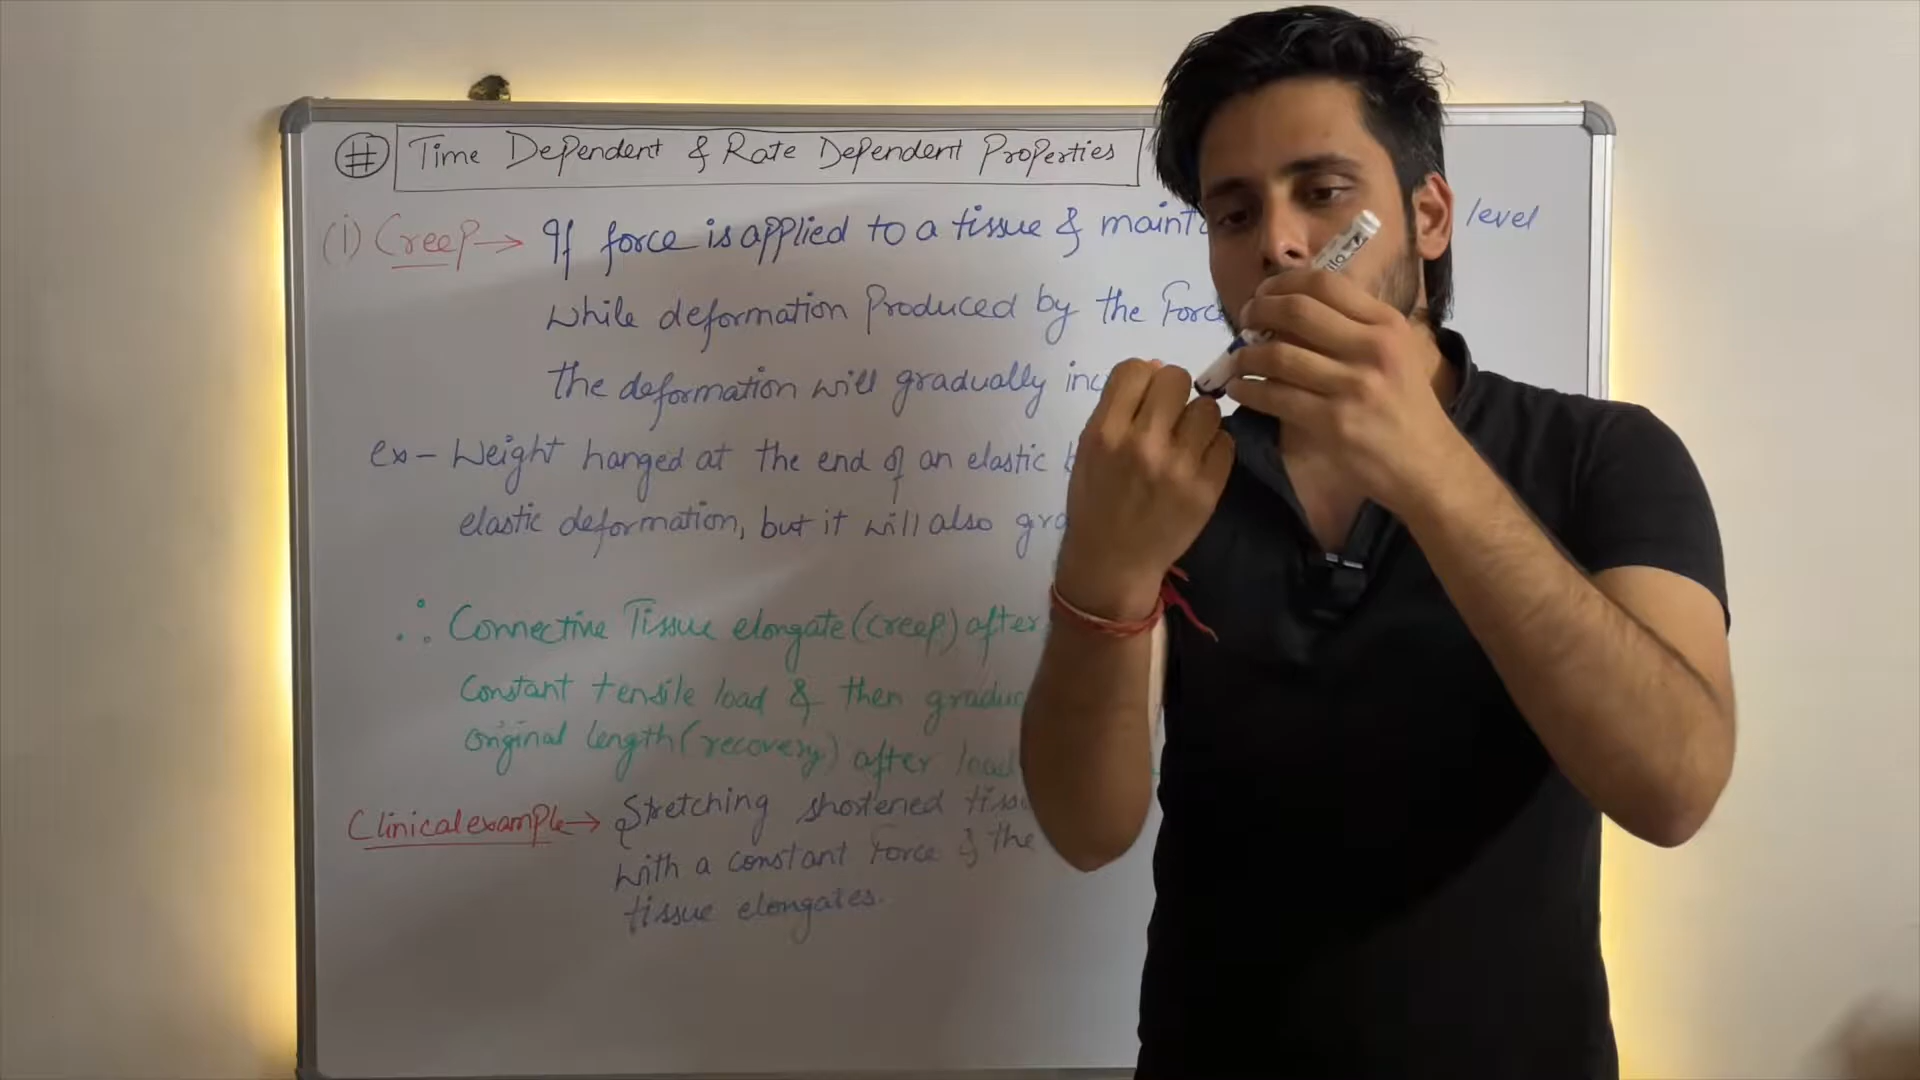 # Time Dependent & Rate Dependent Properties
(i) Creep → If force is applied to a tissue & maint level
While deformation Produced by the Force
the deformation will gradually inc
ex- Weight hanged at the end of an elastic b
elastic deformation, but it will also gra
∴ Connective Tissue elongate (creep) after
Constant tensile load & then gradu
original length (recovery) after load
Clinical example → Stretching shortened tiss
with a constant Force & the
tissue elongates.